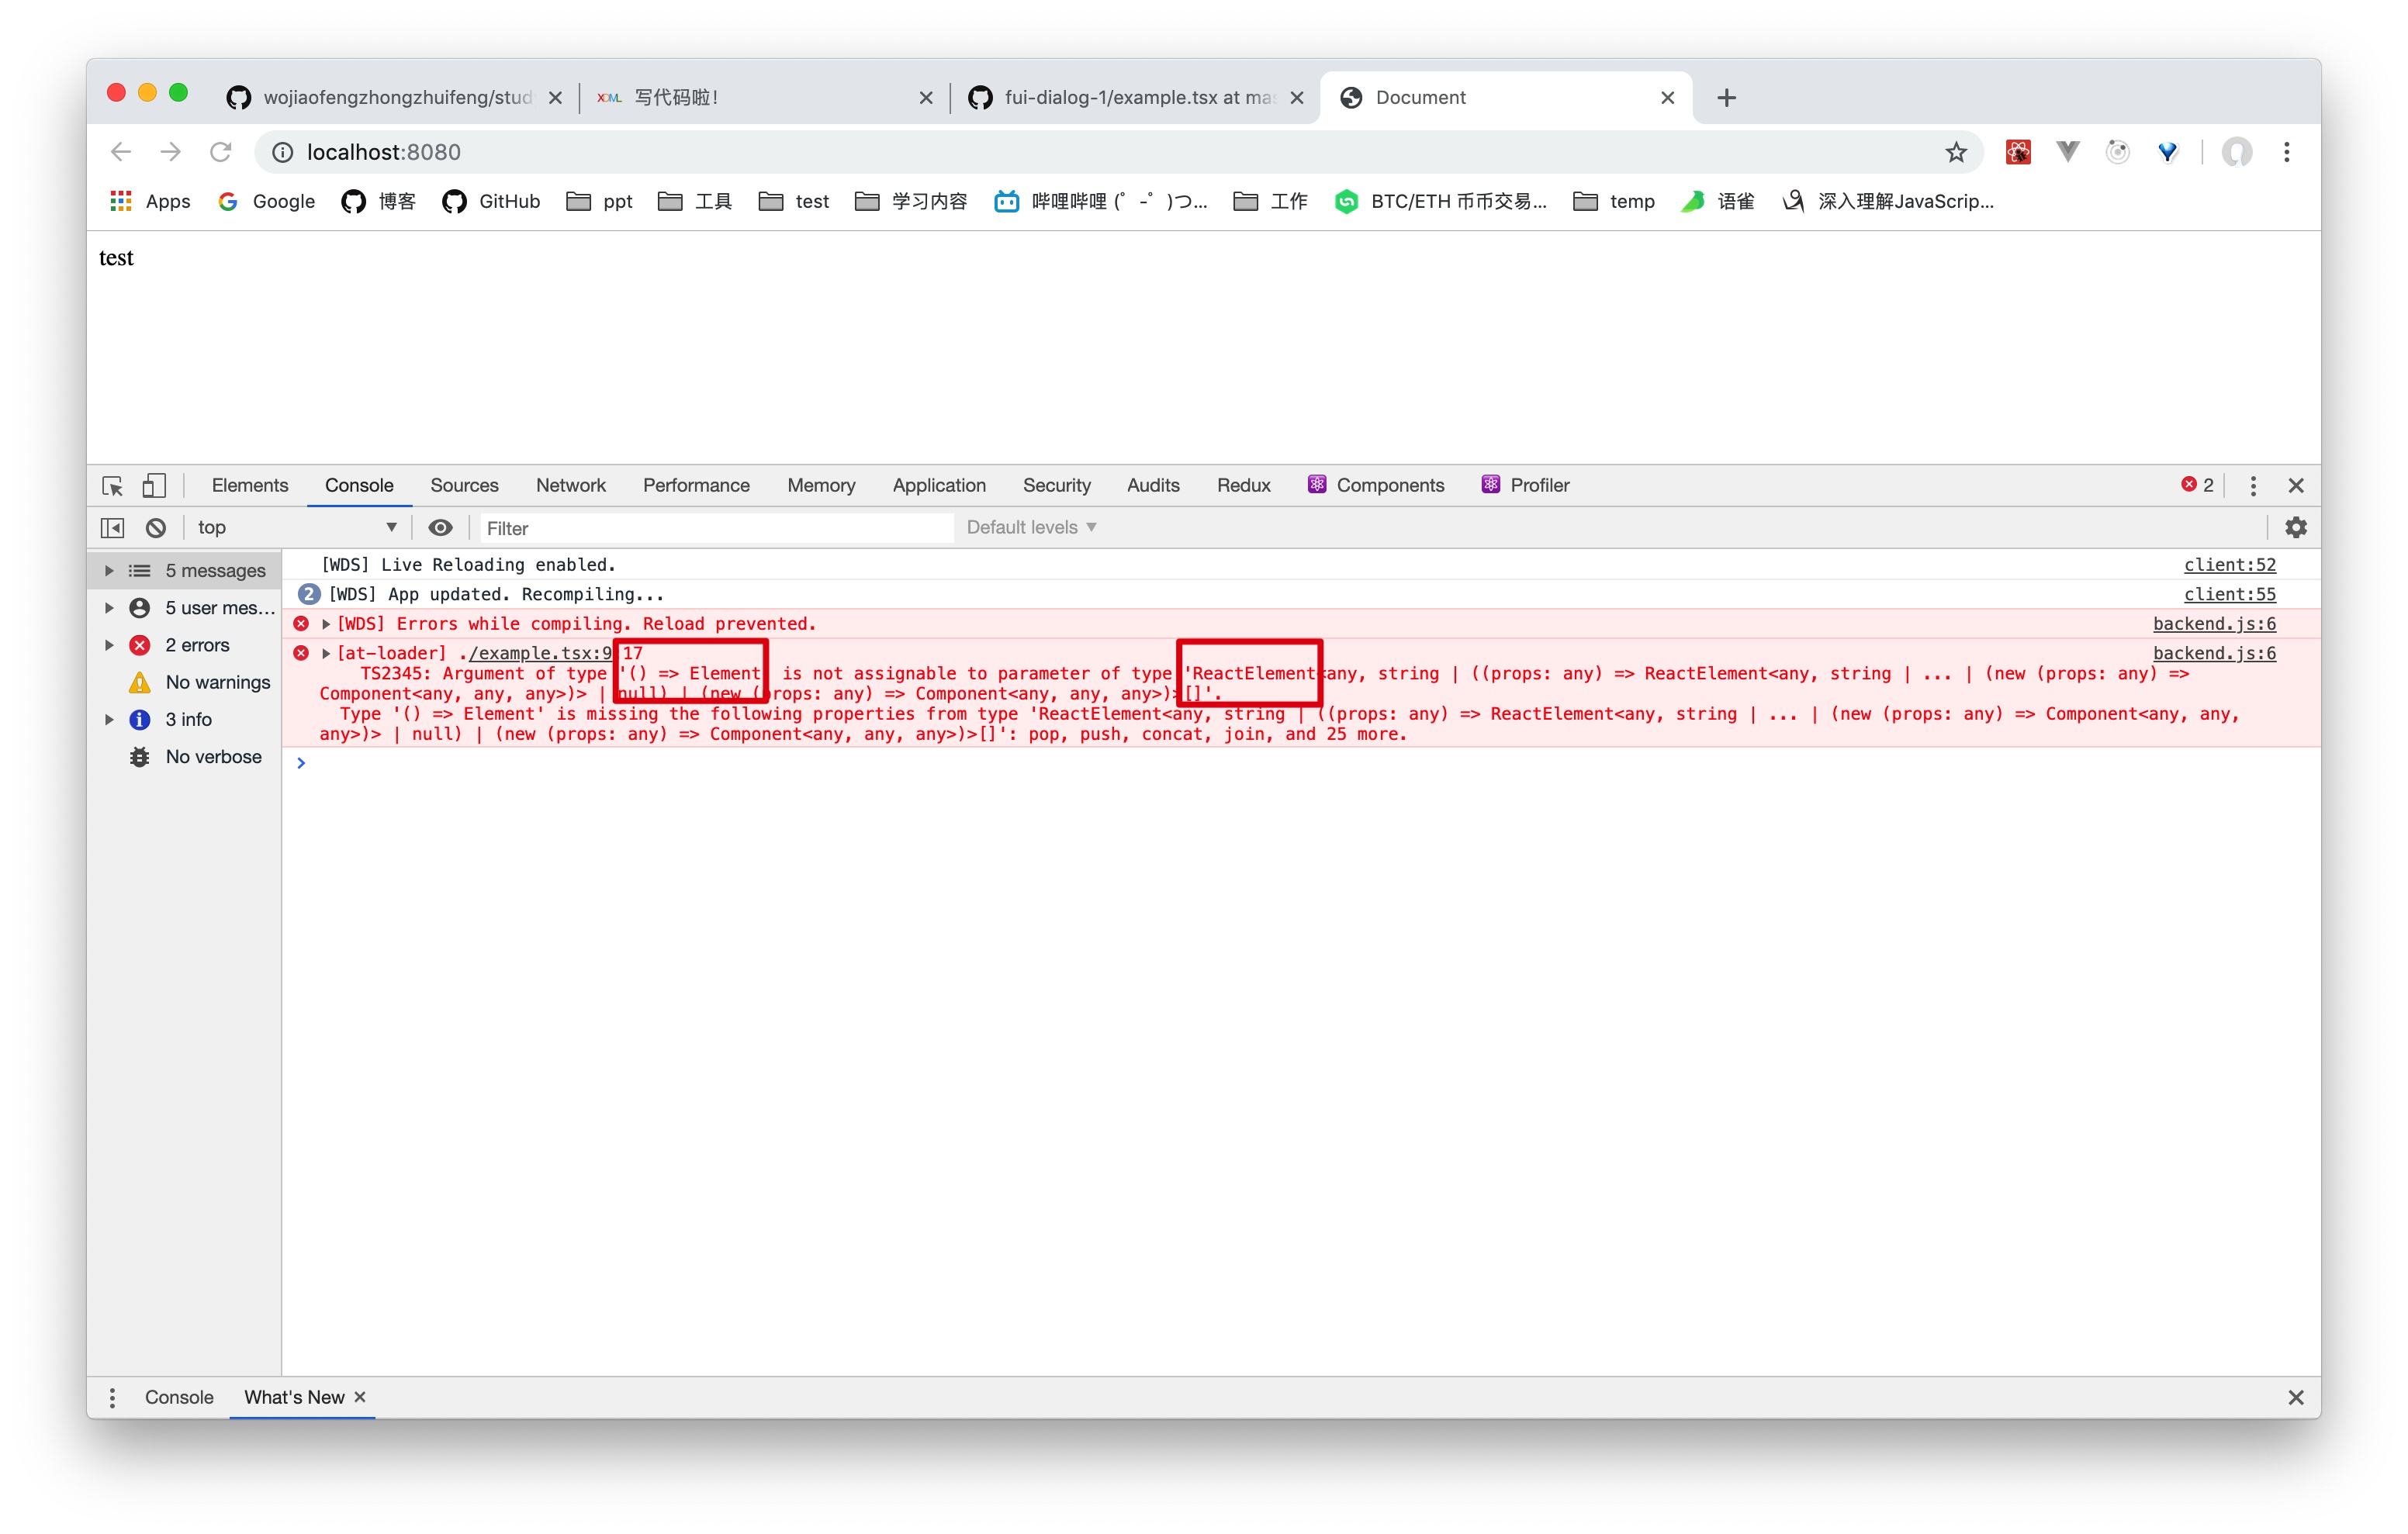 wojiaofengzhongzhuifeng/stud
XDML 写代码啦!
fui-dialog-1/example.tsx at mas
Document
localhost:8080
Apps Google 博客 GitHub ppt 工具 test 学习内容 哔哩哔哩 (゜-゜)つ... 工作 BTC/ETH 币币交易... temp 语雀 深入理解JavaScrip...
test
Elements Console Sources Network Performance Memory Application Security Audits Redux Components Profiler 2
top Filter Default levels
5 messages
5 user mes...
2 errors
No warnings
3 info
No verbose
[WDS] Live Reloading enabled. client:52
2 [WDS] App updated. Recompiling... client:55
[WDS] Errors while compiling. Reload prevented. backend.js:6
[at-loader] ./example.tsx:9 17 backend.js:6
TS2345: Argument of type '() => Element is not assignable to parameter of type 'ReactElement<any, string | ((props: any) => ReactElement<any, string | ... | (new (props: any) =>
Component<any, any, any>)> | null) | (new (props: any) => Component<any, any, any>)>[]'.
Type '() => Element' is missing the following properties from type 'ReactElement<any, string | ((props: any) => ReactElement<any, string | ... | (new (props: any) => Component<any, any,
any>)> | null) | (new (props: any) => Component<any, any, any>)>[]': pop, push, concat, join, and 25 more.
Console What's New